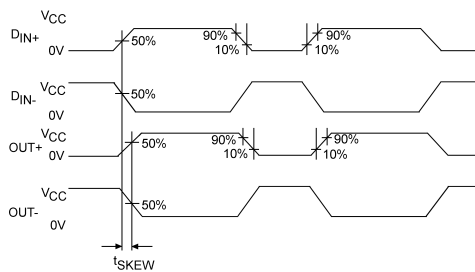 VCC
DIN+
0V
50%
90%
10%
90%
10%
VCC
DIN-
0V
50%
VCC
OUT+
0V
50%
90%
10%
90%
10%
VCC
OUT-
0V
50%
tSKEW